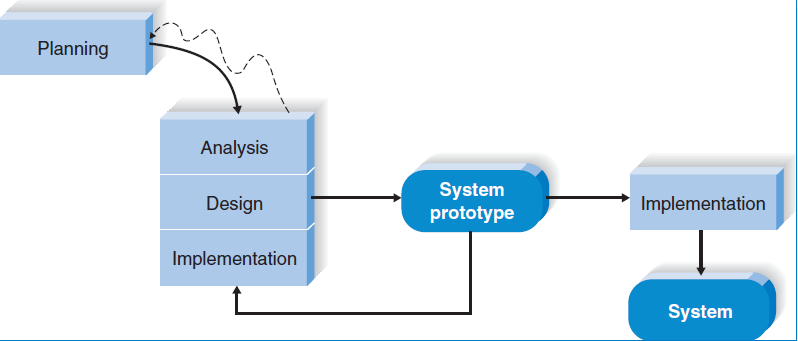 Planning
Analysis
Design
Implementation
System
prototype
Implementation
System